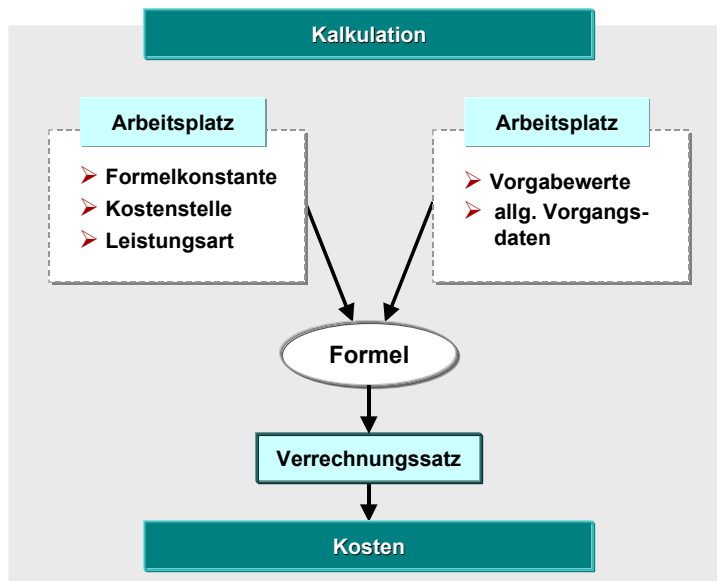 Kalkulation
Arbeitsplatz
Formelkonstante
Kostenstelle
Leistungsart
Arbeitsplatz
Vorgabewerte
allg. Vorgangs-
daten
Formel
Verrechnungssatz
Kosten